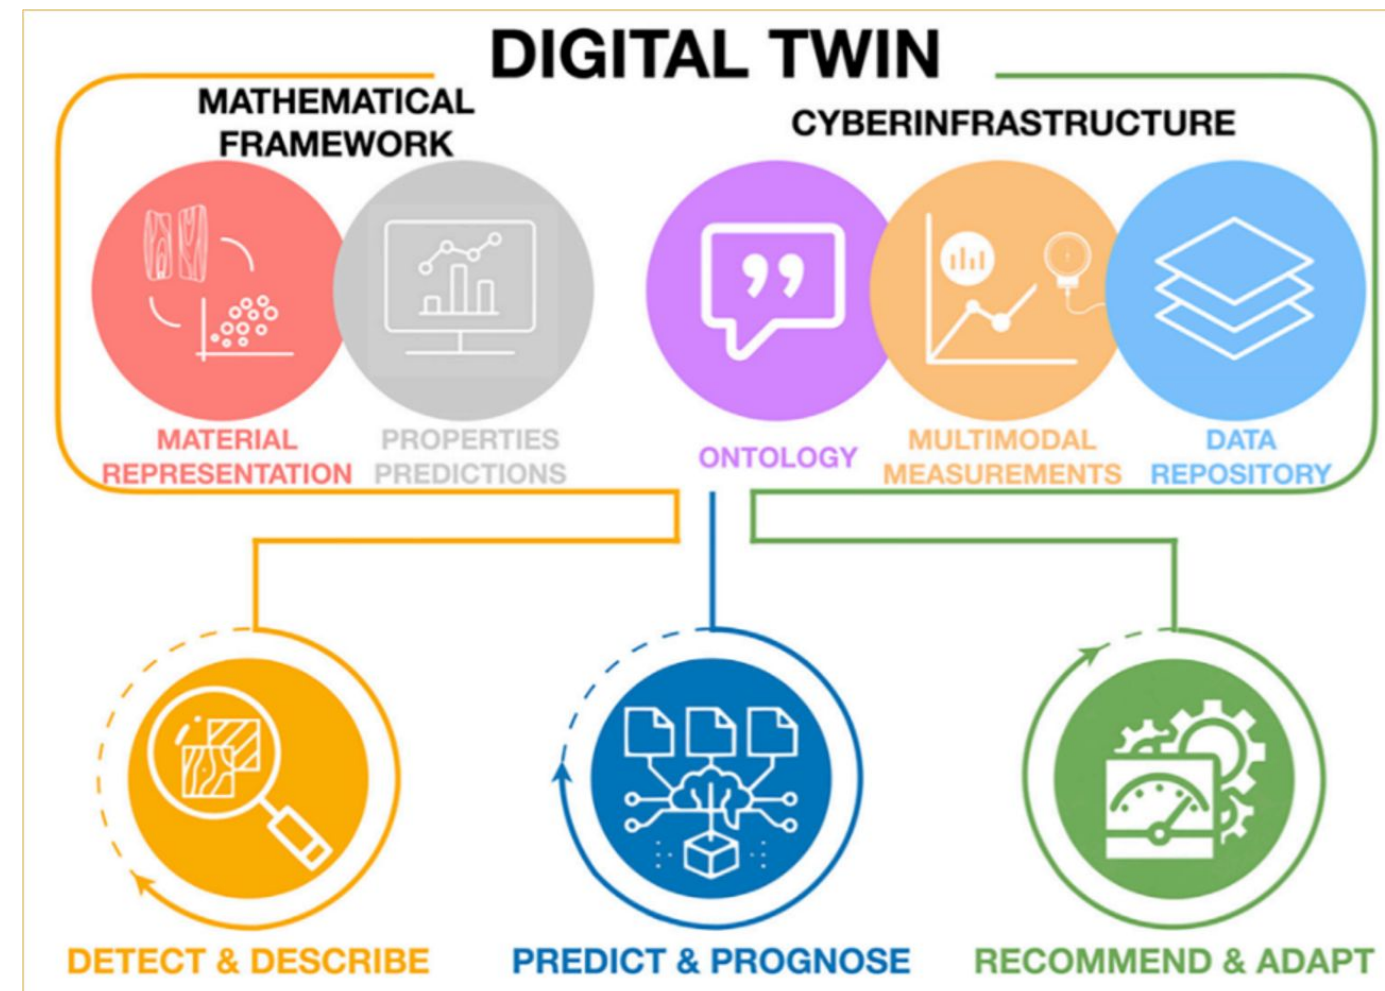 DIGITAL TWIN
MATHEMATICAL
FRAMEWORK
CYBERINFRASTRUCTURE
MATERIAL
REPRESENTATION
PROPERTIES
PREDICTIONS
ONTOLOGY
MULTIMODAL
MEASUREMENTS
DATA
REPOSITORY
DETECT & DESCRIBE
PREDICT & PROGNOSE
RECOMMEND & ADAPT